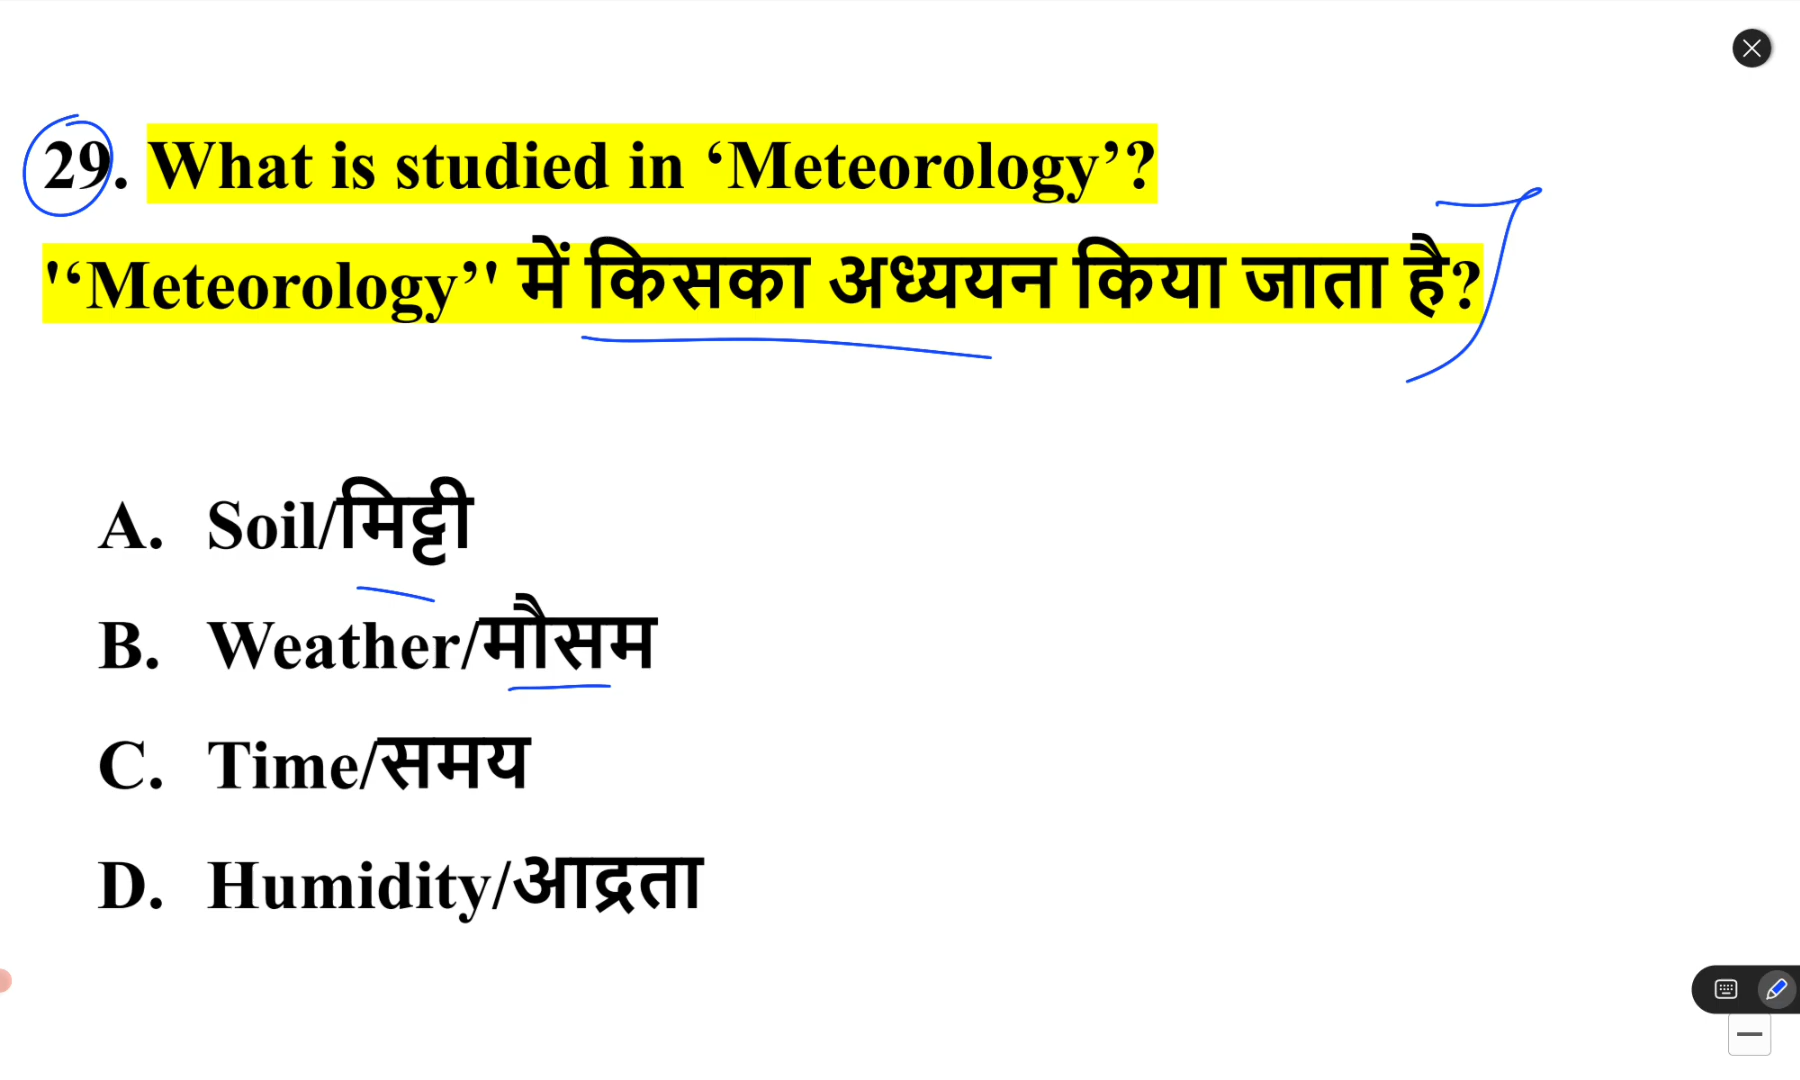 29. What is studied in ‘Meteorology’?
'‘Meteorology’' में किसका अध्ययन किया जाता है?
A. Soil/मिट्टी
B. Weather/मौसम
C. Time/समय
D. Humidity/आद्रता